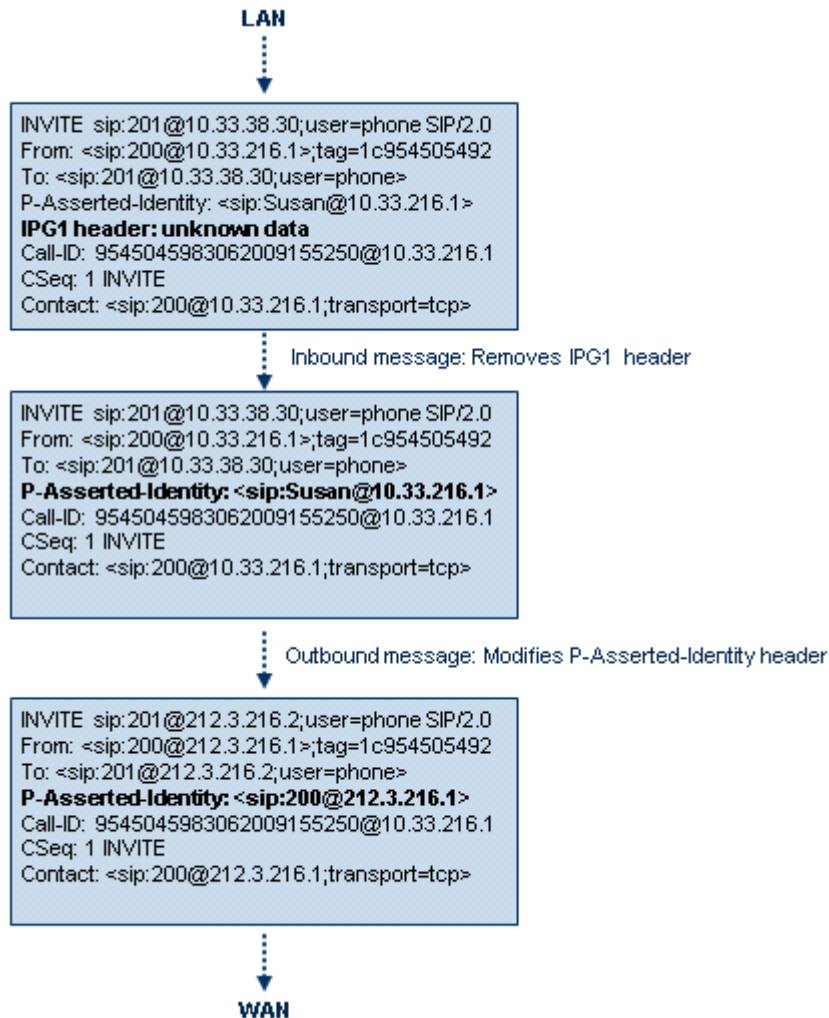 LAN
INVITE sip:201@10.33.38.30;user=phone SIP/2.0
From: <sip:200@10.33.216.1>;tag=1c954505492
To: <sip:201@10.33.38.30;user=phone>
P-Asserted-Identity: <sip:Susan@10.33.216.1>
IPG1 header: unknown data
Call-ID: 95450459830062009155250@10.33.216.1
CSeq: 1 INVITE
Contact: <sip:200@10.33.216.1;transport=tcp>
Inbound message: Removes IPG1 header
INVITE sip:201@10.33.38.30;user=phone SIP/2.0
From: <sip:200@10.33.216.1>;tag=1c954505492
To: <sip:201@10.33.38.30;user=phone>
P-Asserted-Identity: <sip:Susan@10.33.216.1>
Call-ID: 95450459830062009155250@10.33.216.1
CSeq: 1 INVITE
Contact: <sip:200@10.33.216.1;transport=tcp>
Outbound message: Modifies P-Asserted-Identity header
INVITE sip:201@212.3.216.2;user=phone SIP/2.0
From: <sip:200@212.3.216.1>;tag=1c954505492
To: <sip:201@212.3.216.2;user=phone>
P-Asserted-Identity: <sip:200@212.3.216.1>
Call-ID: 95450459830062009155250@10.33.216.1
CSeq: 1 INVITE
Contact: <sip:200@212.3.216.1;transport=tcp>
WAN